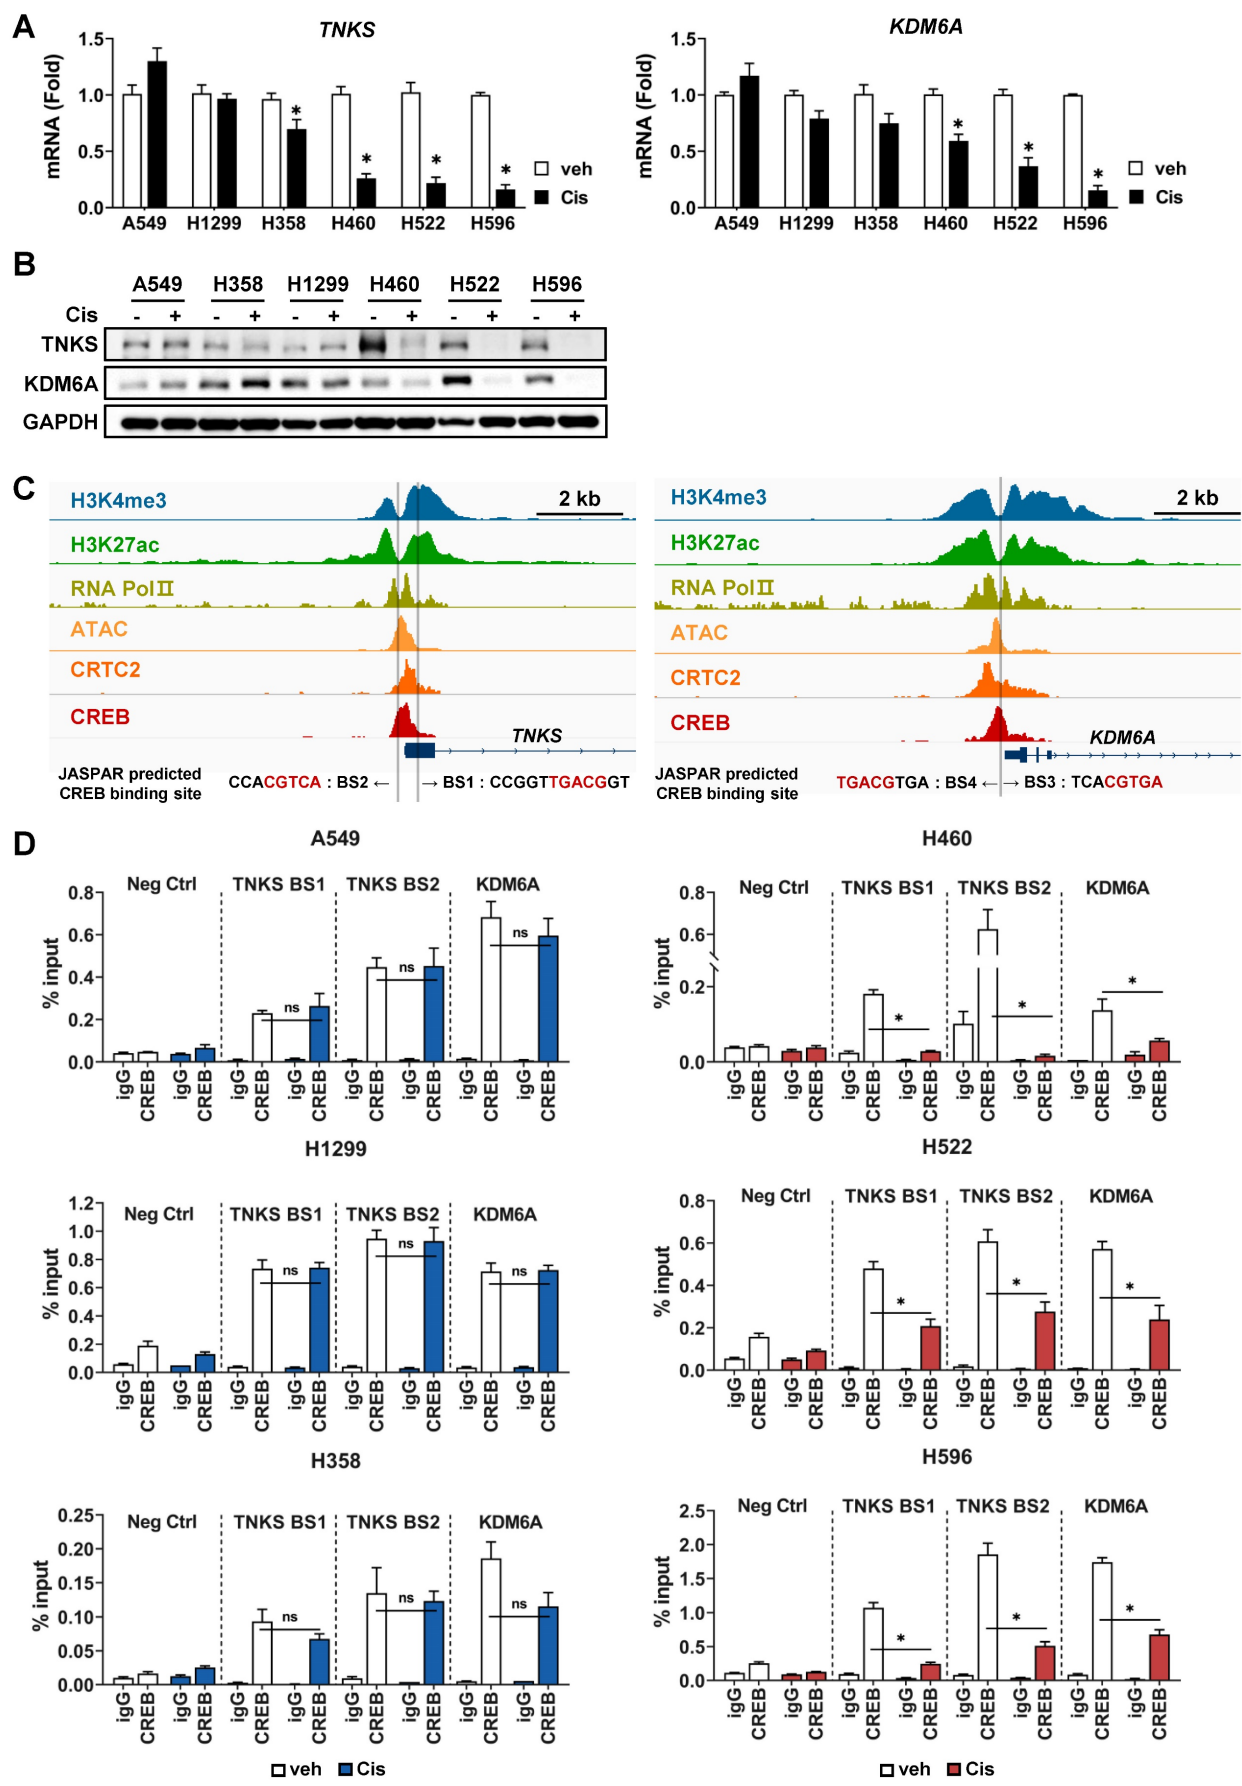 A
TNKS
mRNA (Fold)
1.5
1.0
0.5
0.0
* * * *
A549 H1299 H358 H460 H522 H596
veh
Cis
KDM6A
mRNA (Fold)
1.5
1.0
0.5
0.0
* * *
A549 H1299 H358 H460 H522 H596
veh
Cis
B
A549 H358 H1299 H460 H522 H596
Cis - + - + - + - + - + - +
TNKS
KDM6A
GAPDH
C
H3K4me3
2 kb
H3K27ac
RNA PolⅡ
ATAC
CRTC2
CREB
TNKS
JASPAR predicted
CREB binding site
CCACGTCA : BS2 ← → BS1 : CCGGTTGACGGT
H3K4me3
2 kb
H3K27ac
RNA PolⅡ
ATAC
CRTC2
CREB
KDM6A
JASPAR predicted
CREB binding site
TGACGTGA : BS4 ← → BS3 : TCACGTGA
D
A549
Neg Ctrl TNKS BS1 TNKS BS2 KDM6A
% input
0.8
0.6
0.4
0.2
0.0
ns ns ns
igG CREB igG CREB igG CREB igG CREB igG CREB igG CREB igG CREB igG CREB
H460
Neg Ctrl TNKS BS1 TNKS BS2 KDM6A
% input
0.8
0.6
0.2
0.0
* * *
igG CREB igG CREB igG CREB igG CREB igG CREB igG CREB igG CREB igG CREB
H1299
Neg Ctrl TNKS BS1 TNKS BS2 KDM6A
% input
1.2
1.0
0.8
0.6
0.4
0.2
0.0
ns ns ns
igG CREB igG CREB igG CREB igG CREB igG CREB igG CREB igG CREB igG CREB
H522
Neg Ctrl TNKS BS1 TNKS BS2 KDM6A
% input
0.8
0.6
0.4
0.2
0.0
* * *
igG CREB igG CREB igG CREB igG CREB igG CREB igG CREB igG CREB igG CREB
H358
Neg Ctrl TNKS BS1 TNKS BS2 KDM6A
% input
0.25
0.20
0.15
0.10
0.05
0.00
ns ns ns
igG CREB igG CREB igG CREB igG CREB igG CREB igG CREB igG CREB igG CREB
veh Cis
H596
Neg Ctrl TNKS BS1 TNKS BS2 KDM6A
% input
2.5
2.0
1.5
1.0
0.5
0.0
* * *
igG CREB igG CREB igG CREB igG CREB igG CREB igG CREB igG CREB igG CREB
veh Cis